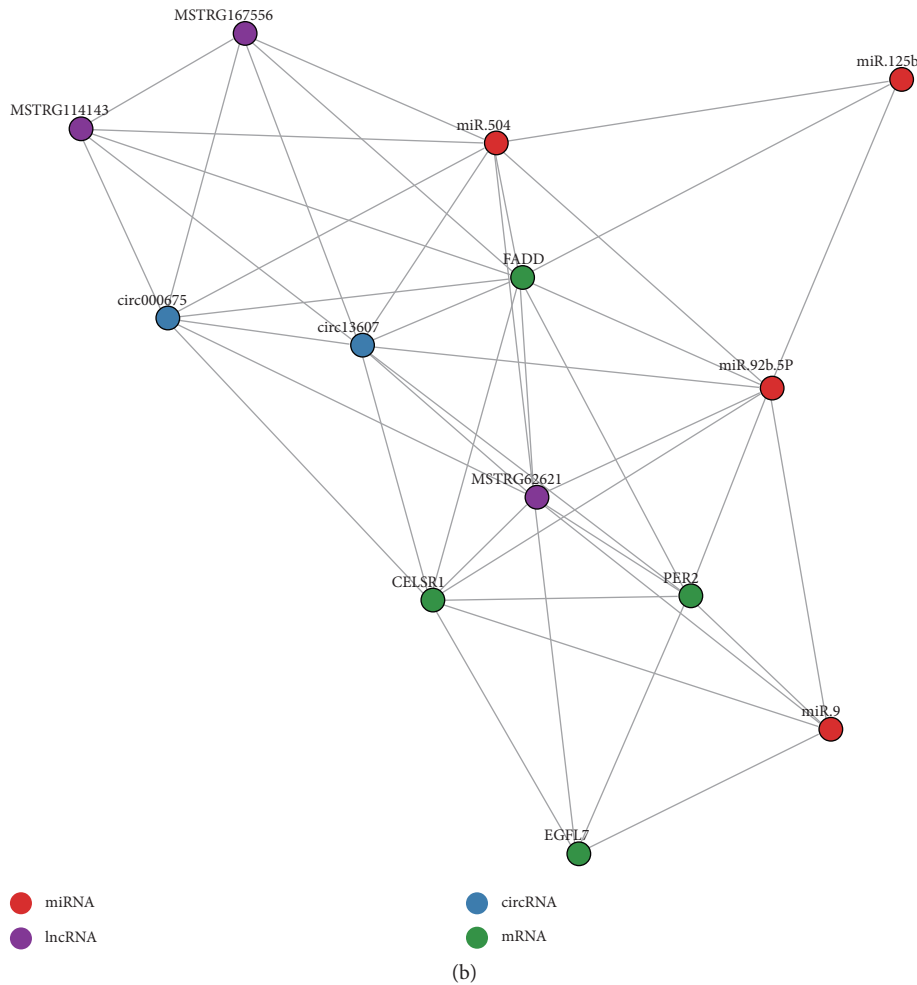 MSTRG167556
miR.125b
MSTRG114143
miR.504
FADD
circ000675
circ13607
miR.92b.5P
MSTRG62621
CELSR1
PER2
miR.9
EGFL7
miRNA
circRNA
lncRNA
mRNA
(b)